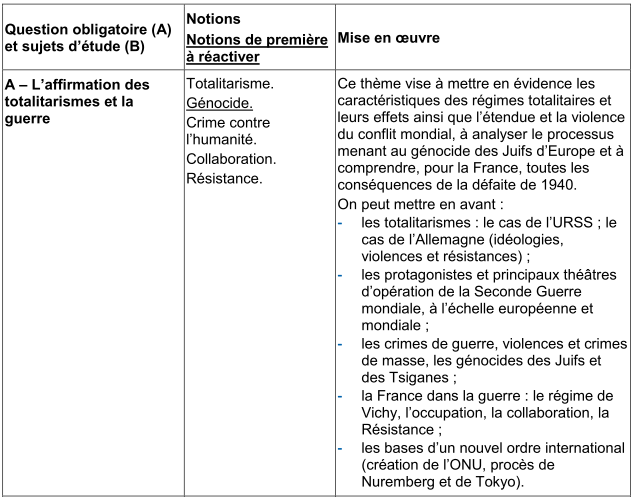 Question obligatoire (A)
et sujets d’étude (B)
Notions
Notions de première
à réactiver
Mise en œuvre
A – L’affirmation des
totalitarismes et la
guerre
Totalitarisme.
Génocide.
Crime contre
l’humanité.
Collaboration.
Résistance.
Ce thème vise à mettre en évidence les
caractéristiques des régimes totalitaires et
leurs effets ainsi que l’étendue et la violence
du conflit mondial, à analyser le processus
menant au génocide des Juifs d’Europe et à
comprendre, pour la France, toutes les
conséquences de la défaite de 1940.
On peut mettre en avant :
- les totalitarismes : le cas de l’URSS ; le
cas de l’Allemagne (idéologies,
violences et résistances) ;
- les protagonistes et principaux théâtres
d’opération de la Seconde Guerre
mondiale, à l’échelle européenne et
mondiale ;
- les crimes de guerre, violences et crimes
de masse, les génocides des Juifs et
des Tsiganes ;
- la France dans la guerre : le régime de
Vichy, l’occupation, la collaboration, la
Résistance ;
- les bases d’un nouvel ordre international
(création de l’ONU, procès de
Nuremberg et de Tokyo).